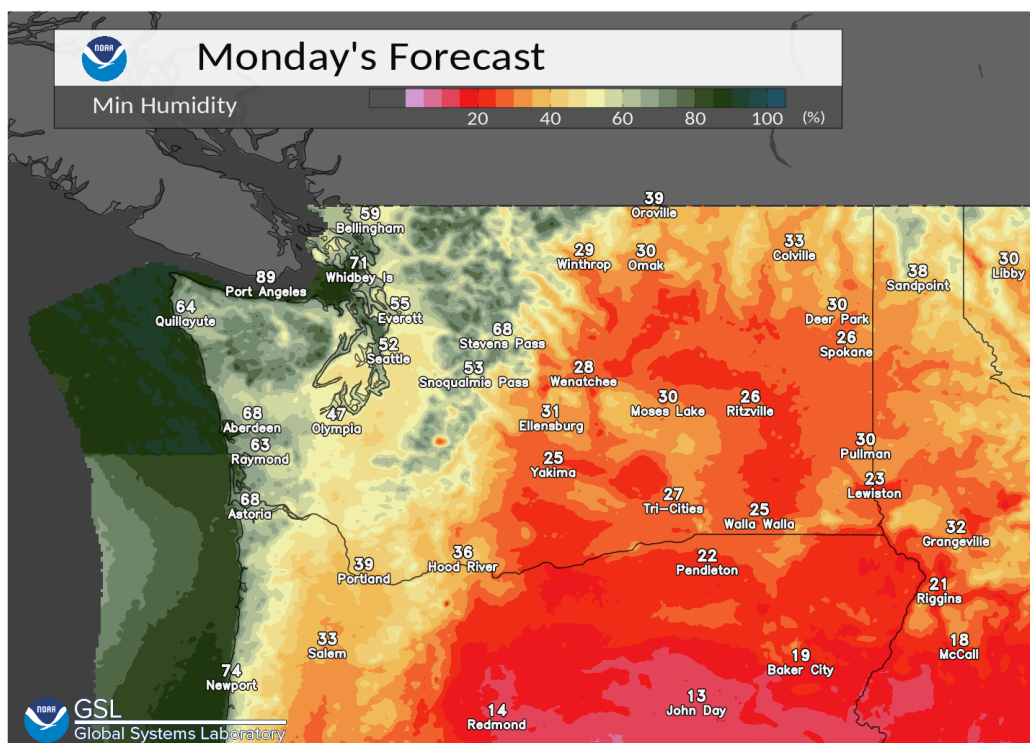 NOAA
Monday's Forecast
Min Humidity
20 40 60 80 100 (%)
39
Oroville
59
Bellingham
29
Winthrop
30
Omak
33
Colville
38
Sandpoint
30
Libby
71
Whidbey Is
89
Port Angeles
64
Quillayute
55
Everett
30
Deer Park
26
Spokane
68
Stevens Pass
52
Seattle
53
Snoqualmie Pass
28
Wenatchee
30
Moses Lake
26
Ritzville
68
Aberdeen
47
Olympia
31
Ellensburg
63
Raymond
25
Yakima
30
Pullman
23
Lewiston
68
Astoria
27
Tri-Cities
25
Walla Walla
32
Grangeville
39
Portland
36
Hood River
22
Pendleton
21
Riggins
33
Salem
19
Baker City
18
McCall
74
Newport
14
Redmond
13
John Day
NOAA
GSL
Global Systems Laboratory